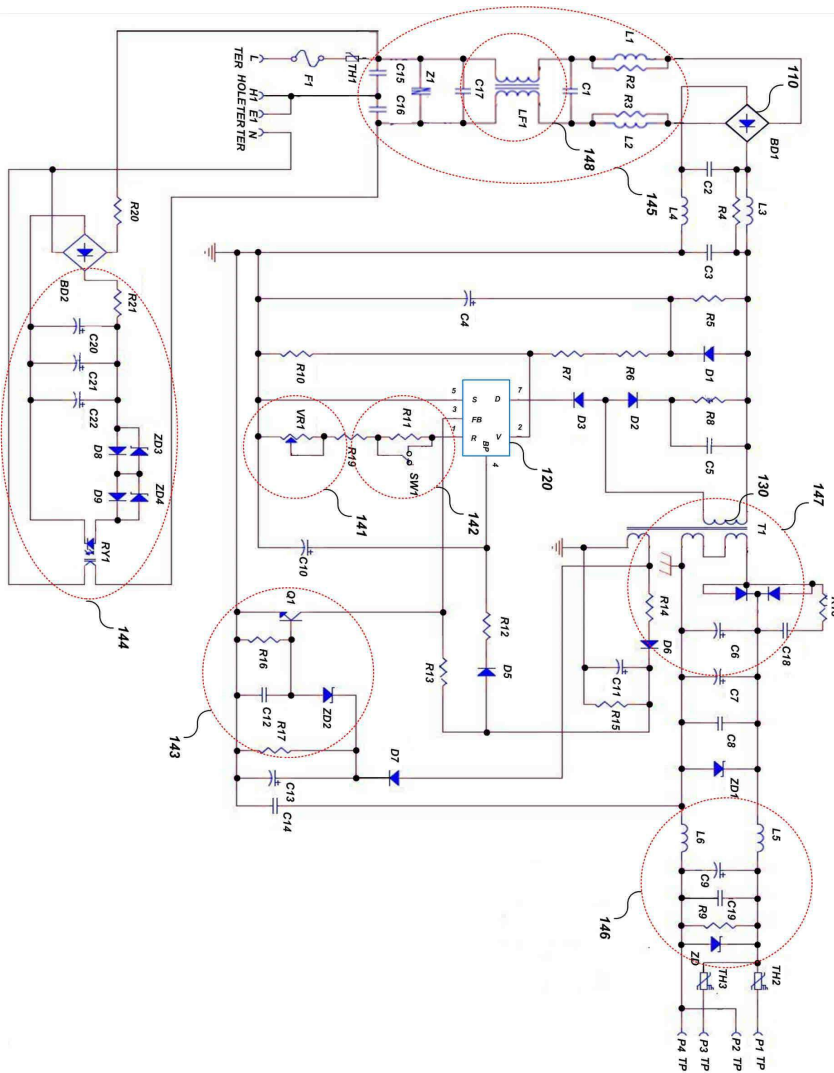 L
TER
F1
TH1
H1
HOLE
E1
TER
N
TER
C15
C16
Z1
C17
LF1
C1
L1
R2
R3
L2
148
145
110
BD1
C2
L4
R4
L3
C3
R20
BD2
R21
C20
C21
C22
D8
ZD3
D9
ZD4
RY1
144
C4
R5
R10
R7
R6
D1
VR1
R19
R11
SW1
141
142
5
S
3
FB
1
R
BP
4
D
7
V
2
120
D3
D2
R8
C5
130
147
T1
C10
Q1
R16
C12
ZD2
R17
C13
C14
143
R12
D5
R13
D7
R14
D6
C11
R15
C6
C18
C7
C8
ZD1
L6
L5
C9
C19
R9
ZD
146
TH3
TH2
P4 TP
P3 TP
P2 TP
P1 TP